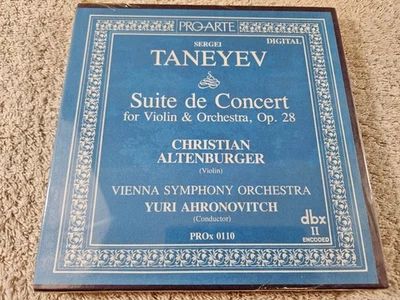 PRO ARTE
DIGITAL
SERGEI
TANEYEV
Suite de Concert
for Violin & Orchestra, Op. 28
CHRISTIAN
ALTENBURGER
(Violin)
VIENNA SYMPHONY ORCHESTRA
YURI AHRONOVITCH
(Conductor)
PROx 0110
dbx
II
ENCODED